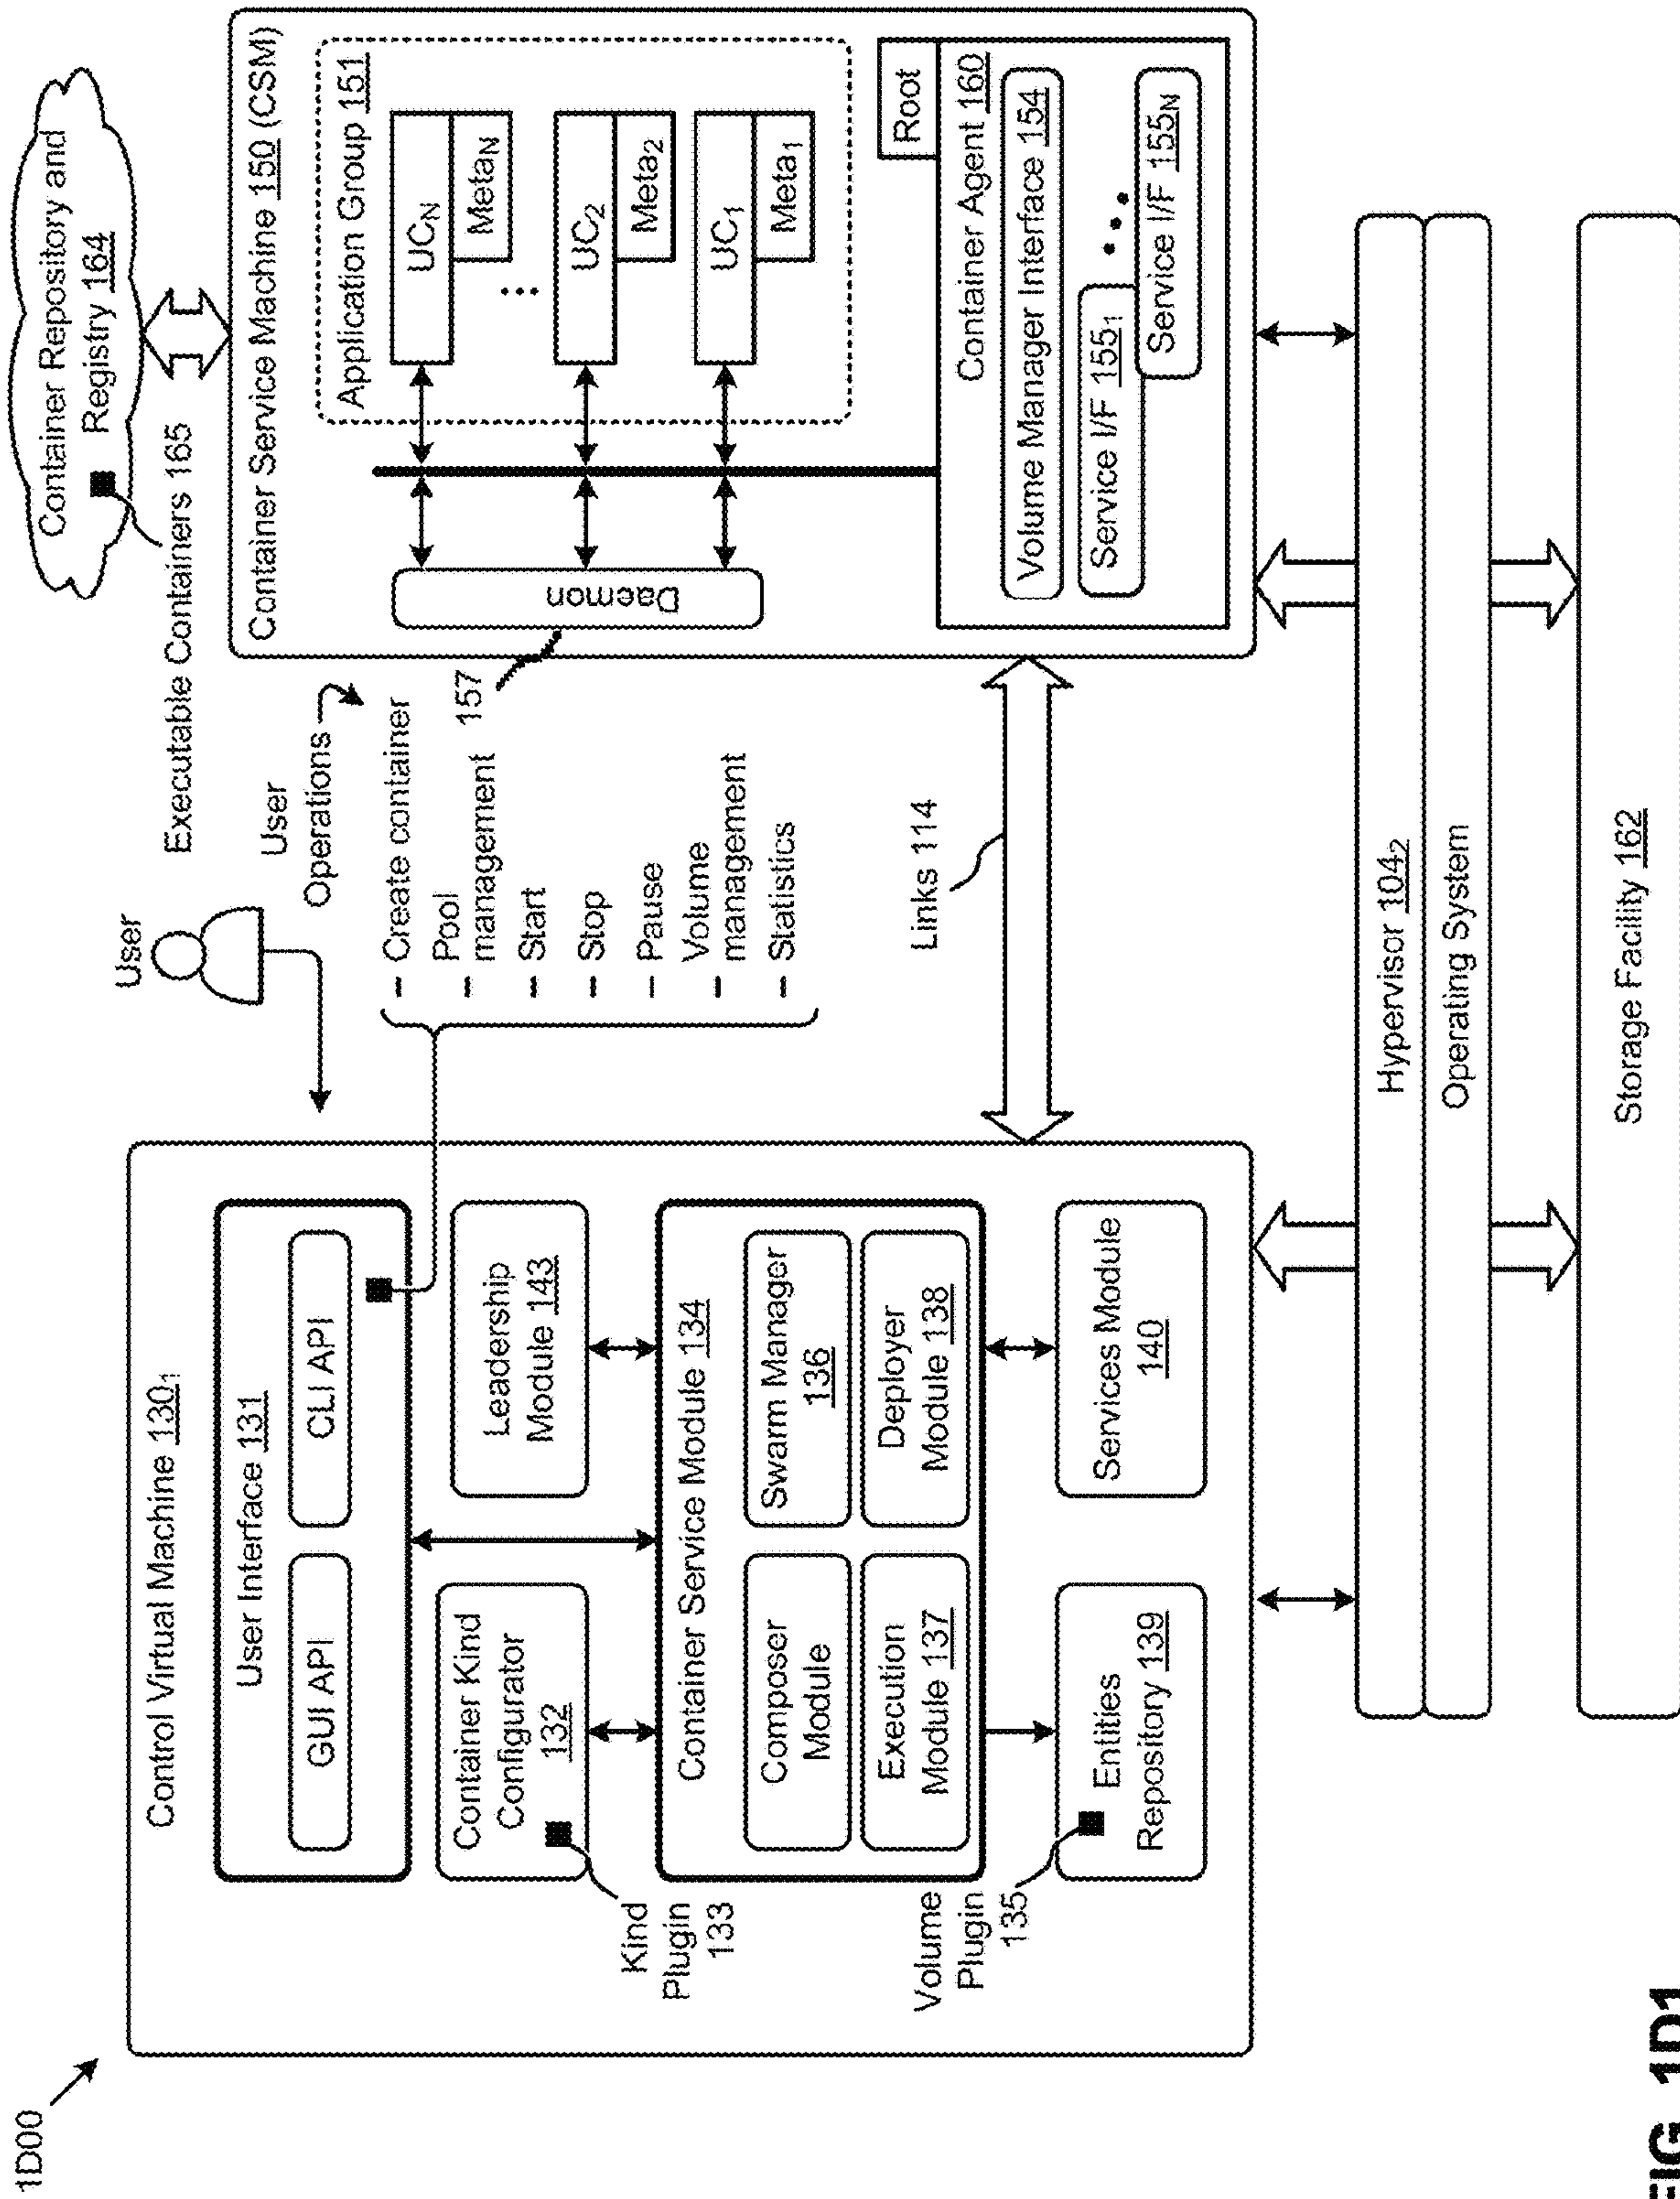 1D00
User
Container Repository and
Registry 164
Executable Containers 165
Control Virtual Machine 130₁
User Interface 131
GUI API
CLI API
Container Kind
Configurator
132
Leadership
Module 143
Kind
Plugin
133
Container Service Module 134
Composer
Module
Swarm Manager
136
Execution
Module 137
Deployer
Module 138
Volume
Plugin
135
Entities
Repository 139
Services Module
140
User
Operations
– Create container
– Pool
management
– Start
– Stop
– Pause
– Volume
management
– Statistics
157
Links 114
Container Service Machine 150 (CSM)
Application Group 151
Daemon
UCN
MetaN
...
UC₂
Meta₂
UC₁
Meta₁
Root
Container Agent 160
Volume Manager Interface 154
Service I/F 155₁
...
Service I/F 155N
Hypervisor 104₂
Operating System
Storage Facility 162
FIG. 1D1